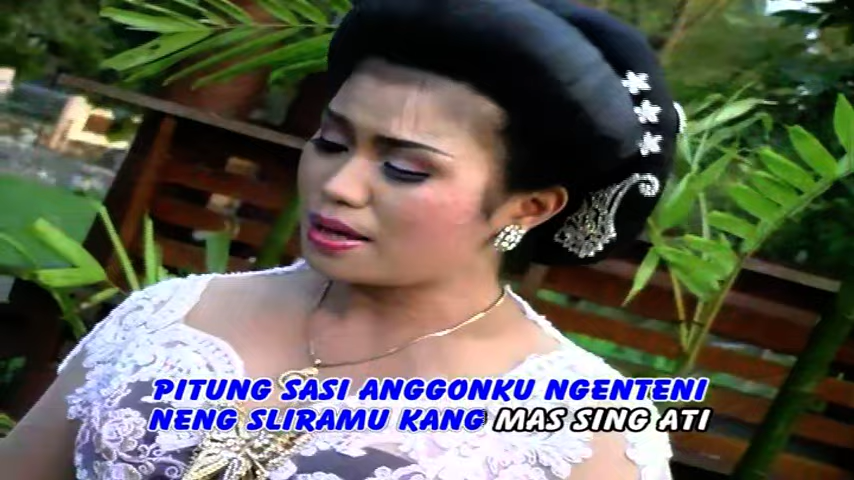 PITUNG SASI ANGGONKU NGENTENI
NENG SLIRAMU KANG MAS SING ATI